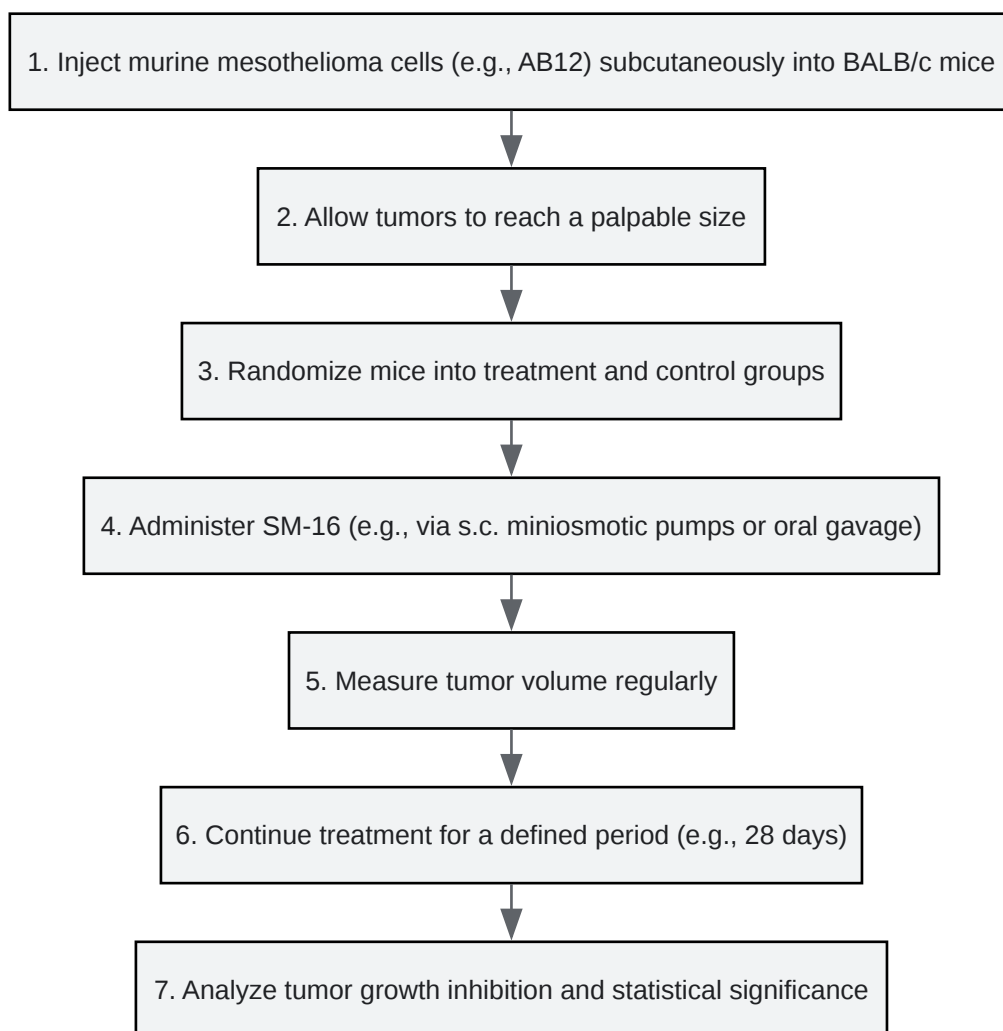 1. Inject murine mesothelioma cells (e.g., AB12) subcutaneously into BALB/c mice
2. Allow tumors to reach a palpable size
3. Randomize mice into treatment and control groups
4. Administer SM-16 (e.g., via s.c. miniosmotic pumps or oral gavage)
5. Measure tumor volume regularly
6. Continue treatment for a defined period (e.g., 28 days)
7. Analyze tumor growth inhibition and statistical significance